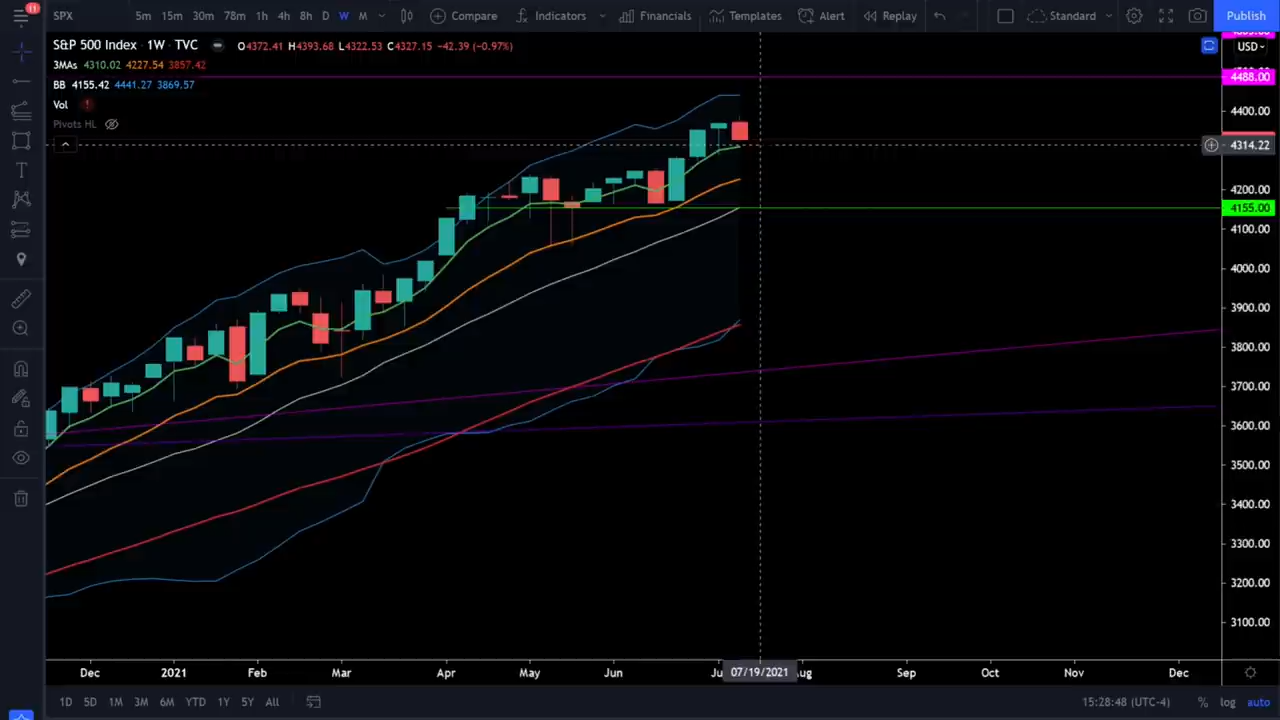 11
SPX 5m 15m 30m 78m 1h 4h 8h D W M Compare Indicators Financials Templates Alert Replay Standard Publish
S&P 500 Index · 1W · TVC O4372.41 H4393.68 L4322.53 C4327.15 −42.39 (−0.97%)
USD
3MAs 4310.02 4227.54 3857.42
BB 4155.42 4441.27 3869.57
Vol !
Pivots HL
4488.00
4400.00
4314.22
4200.00
4155.00
4100.00
4000.00
3900.00
3800.00
3700.00
3600.00
3500.00
3400.00
3300.00
3200.00
3100.00
Dec 2021 Feb Mar Apr May Jun Ju 07/19/2021 Aug Sep Oct Nov Dec
1D 5D 1M 3M 6M YTD 1Y 5Y All 15:28:48 (UTC-4) % log auto